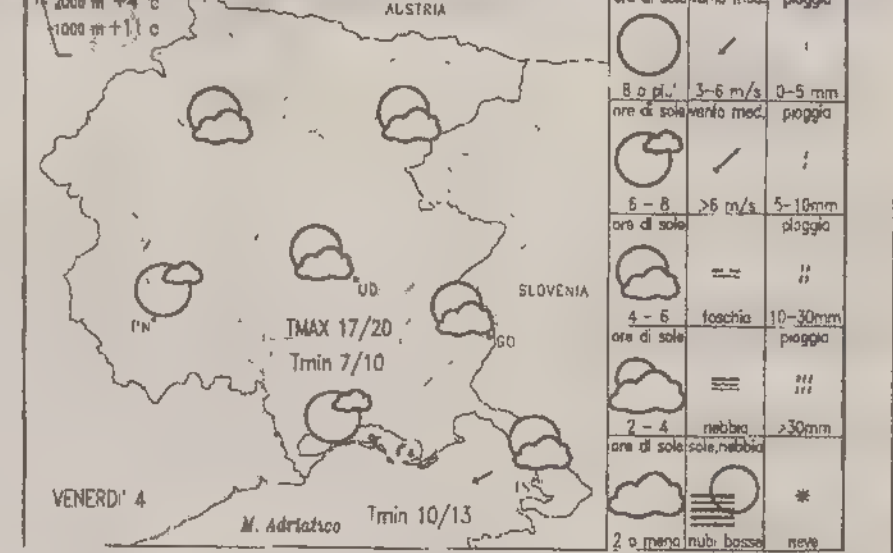 2000 m +4 c
1000 m +11 c
AUSTRIA
UD
PN
SLOVENIA
GO
TMAX 17/20
Tmin 7/10
TS
VENERDI' 4
M. Adriatico
Tmin 10/13
ore di sole vento med. pioggia
8 o piu' 3-6 m/s 0-5 mm
ore di sole vento med. pioggia
6 - 8 >6 m/s 5-10mm
ore di sole pioggia
4 - 6 foschia 10-30mm
ore di sole pioggia
2 - 4 nebbia >30mm
ore di sole sole,nebbia
2 o meno nubi basse neve